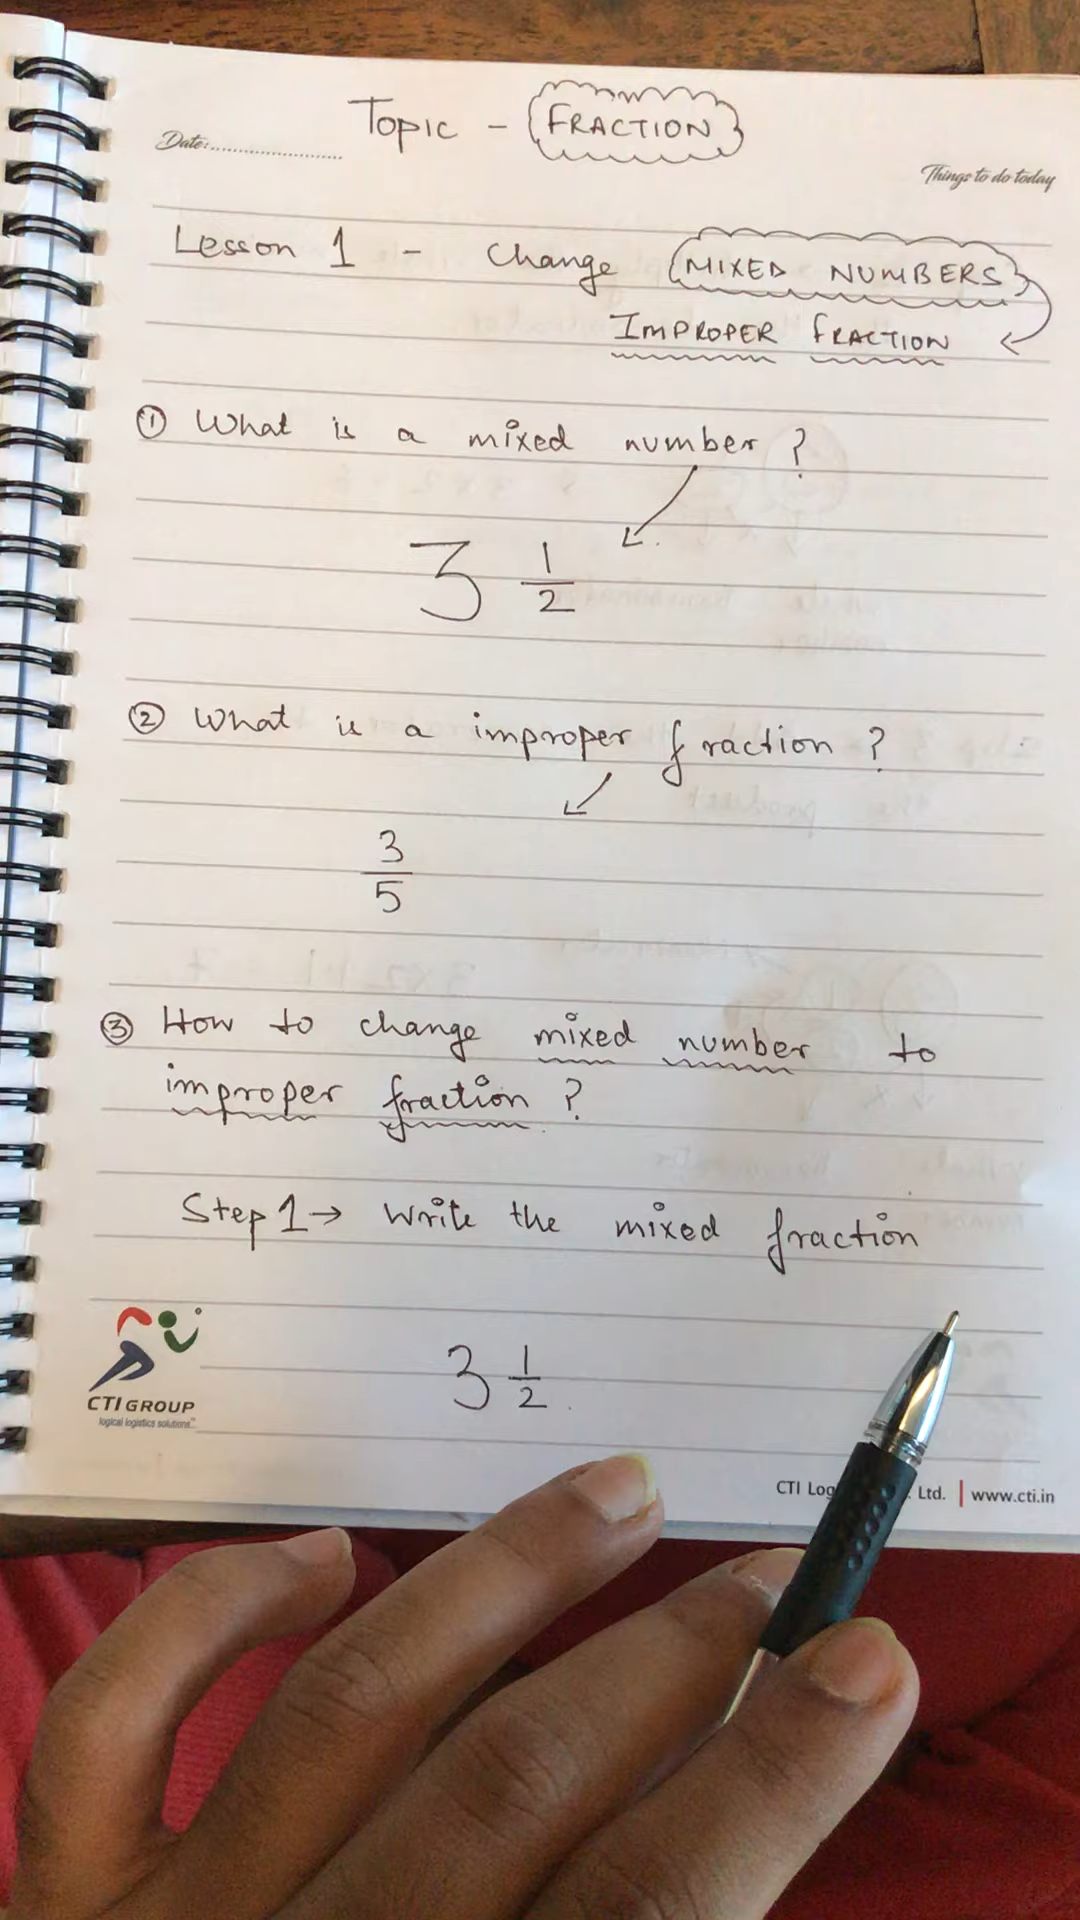 Topic - FRACTION
Date:
Things to do today
Lesson 1 - Change MIXED NUMBERS
IMPROPER FRACTION
① What is a mixed number ?
3 1/2
② What is a improper fraction ?
3/5
③ How to change mixed number to
improper fraction ?
Step 1 → Write the mixed fraction
3 1/2
CTI GROUP
logical logistics solutions
CTI Ltd. | www.cti.in